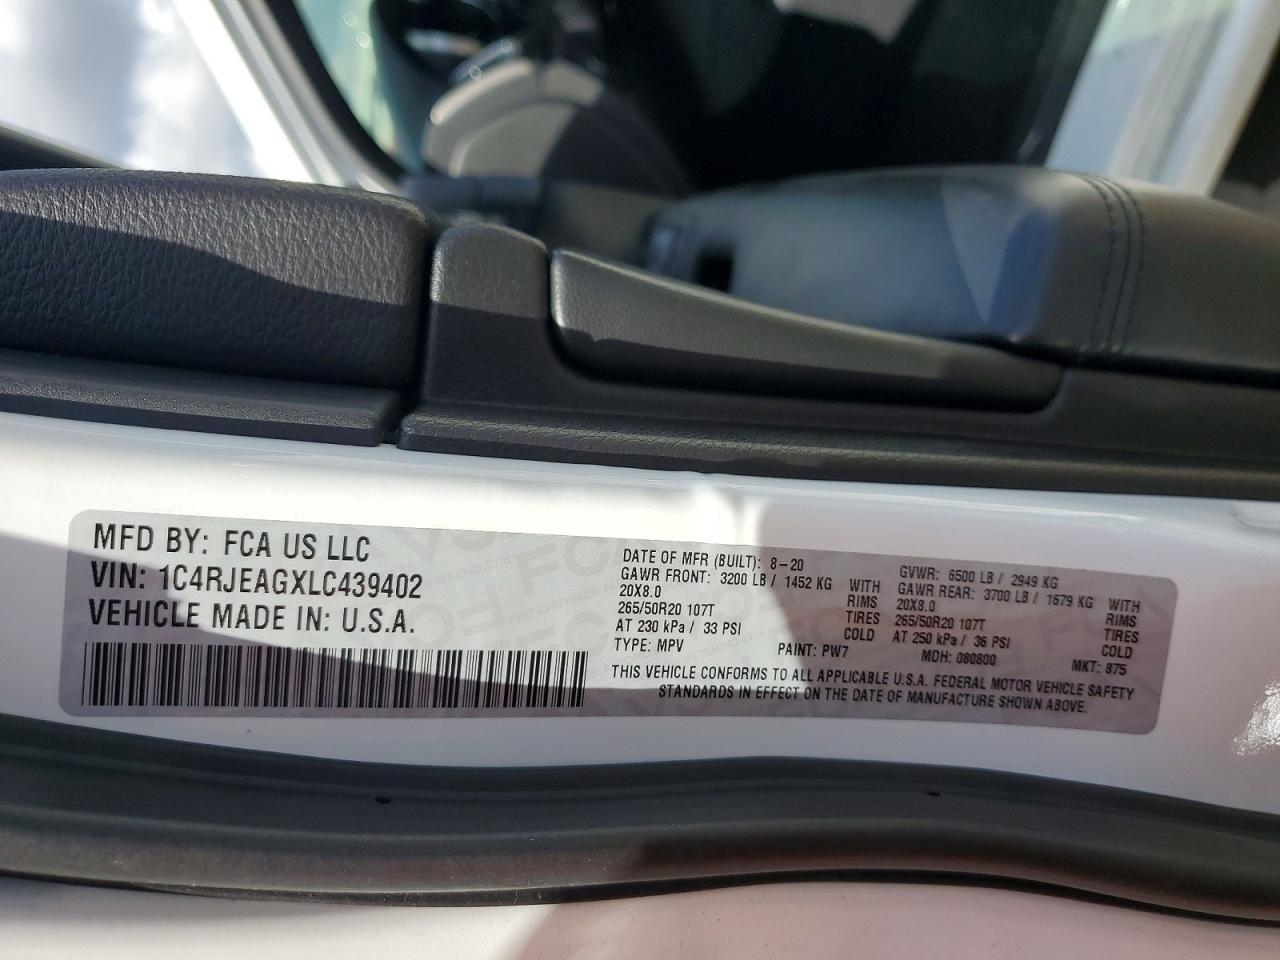 MFD BY: FCA US LLC
VIN: 1C4RJEAGXLC439402
VEHICLE MADE IN: U.S.A.
DATE OF MFR (BUILT): 8-20
GAWR FRONT: 3200 LB / 1452 KG WITH
20X8.0 RIMS
265/50R20 107T TIRES
AT 230 kPa / 33 PSI COLD
TYPE: MPV PAINT: PW7
GVWR: 6500 LB / 2949 KG
GAWR REAR: 3700 LB / 1679 KG WITH
20X8.0 RIMS
265/50R20 107T TIRES
AT 250 kPa / 36 PSI COLD
MDH: 080800 MKT: 875
THIS VEHICLE CONFORMS TO ALL APPLICABLE U.S.A. FEDERAL MOTOR VEHICLE SAFETY
STANDARDS IN EFFECT ON THE DATE OF MANUFACTURE SHOWN ABOVE.